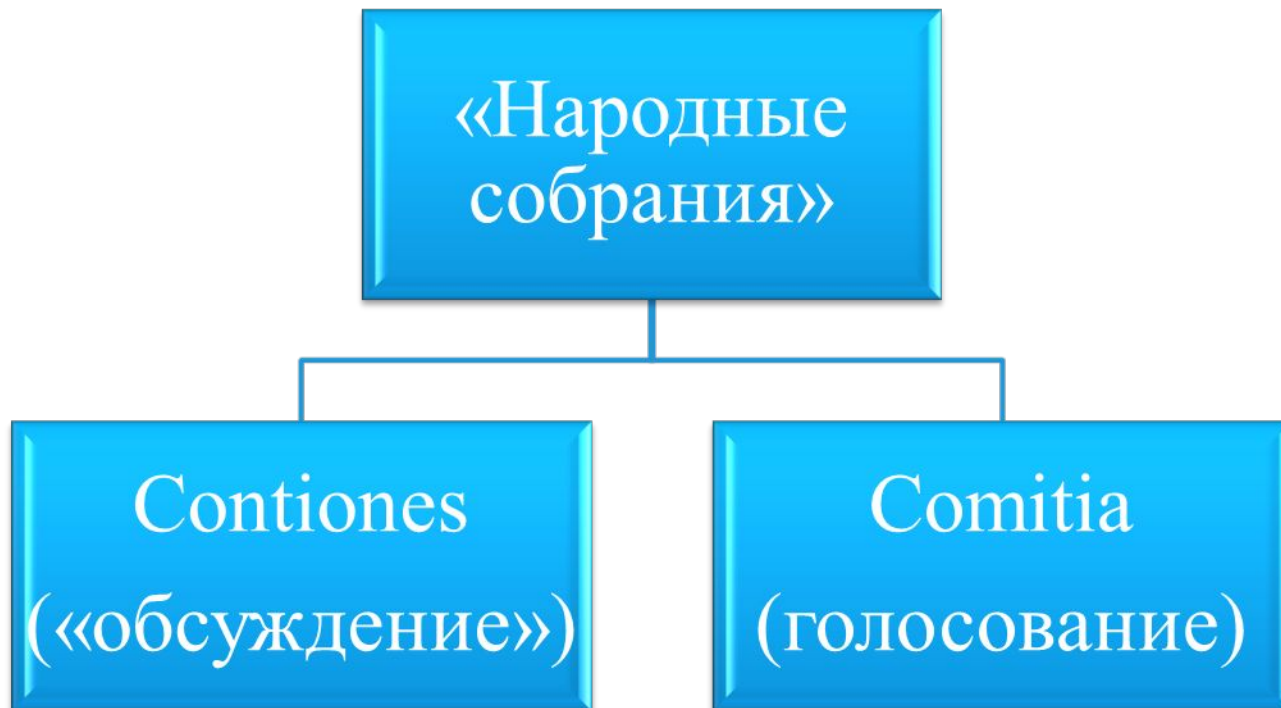 «Народные
собрания»
Contiones
(«обсуждение»)
Comitia
(голосование)